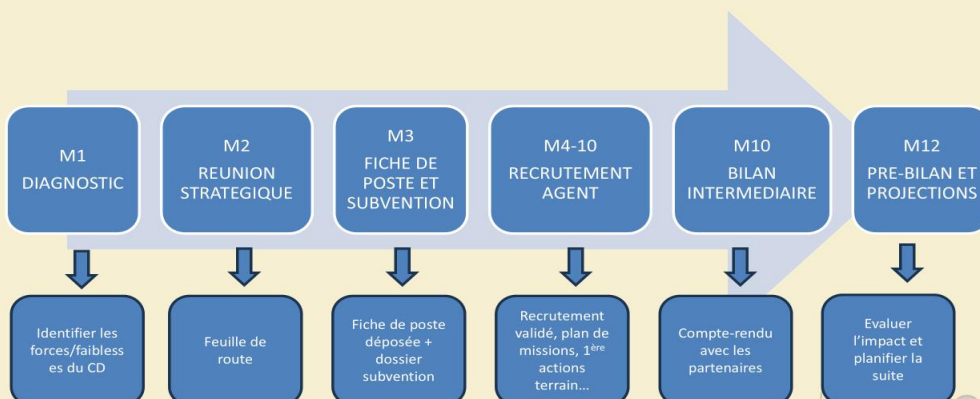 M1
DIAGNOSTIC
M2
REUNION
STRATEGIQUE
M3
FICHE DE
POSTE ET
SUBVENTION
M4-10
RECRUTEMENT
AGENT
M10
BILAN
INTERMEDIAIRE
M12
PRE-BILAN ET
PROJECTIONS
Identifier les
forces/faibless
es du CD
Feuille de
route
Fiche de poste
déposée +
dossier
subvention
Recrutement
validé, plan de
missions, 1ère
actions
terrain...
Compte-rendu
avec les
partenaires
Evaluer
l’impact et
planifier la
suite